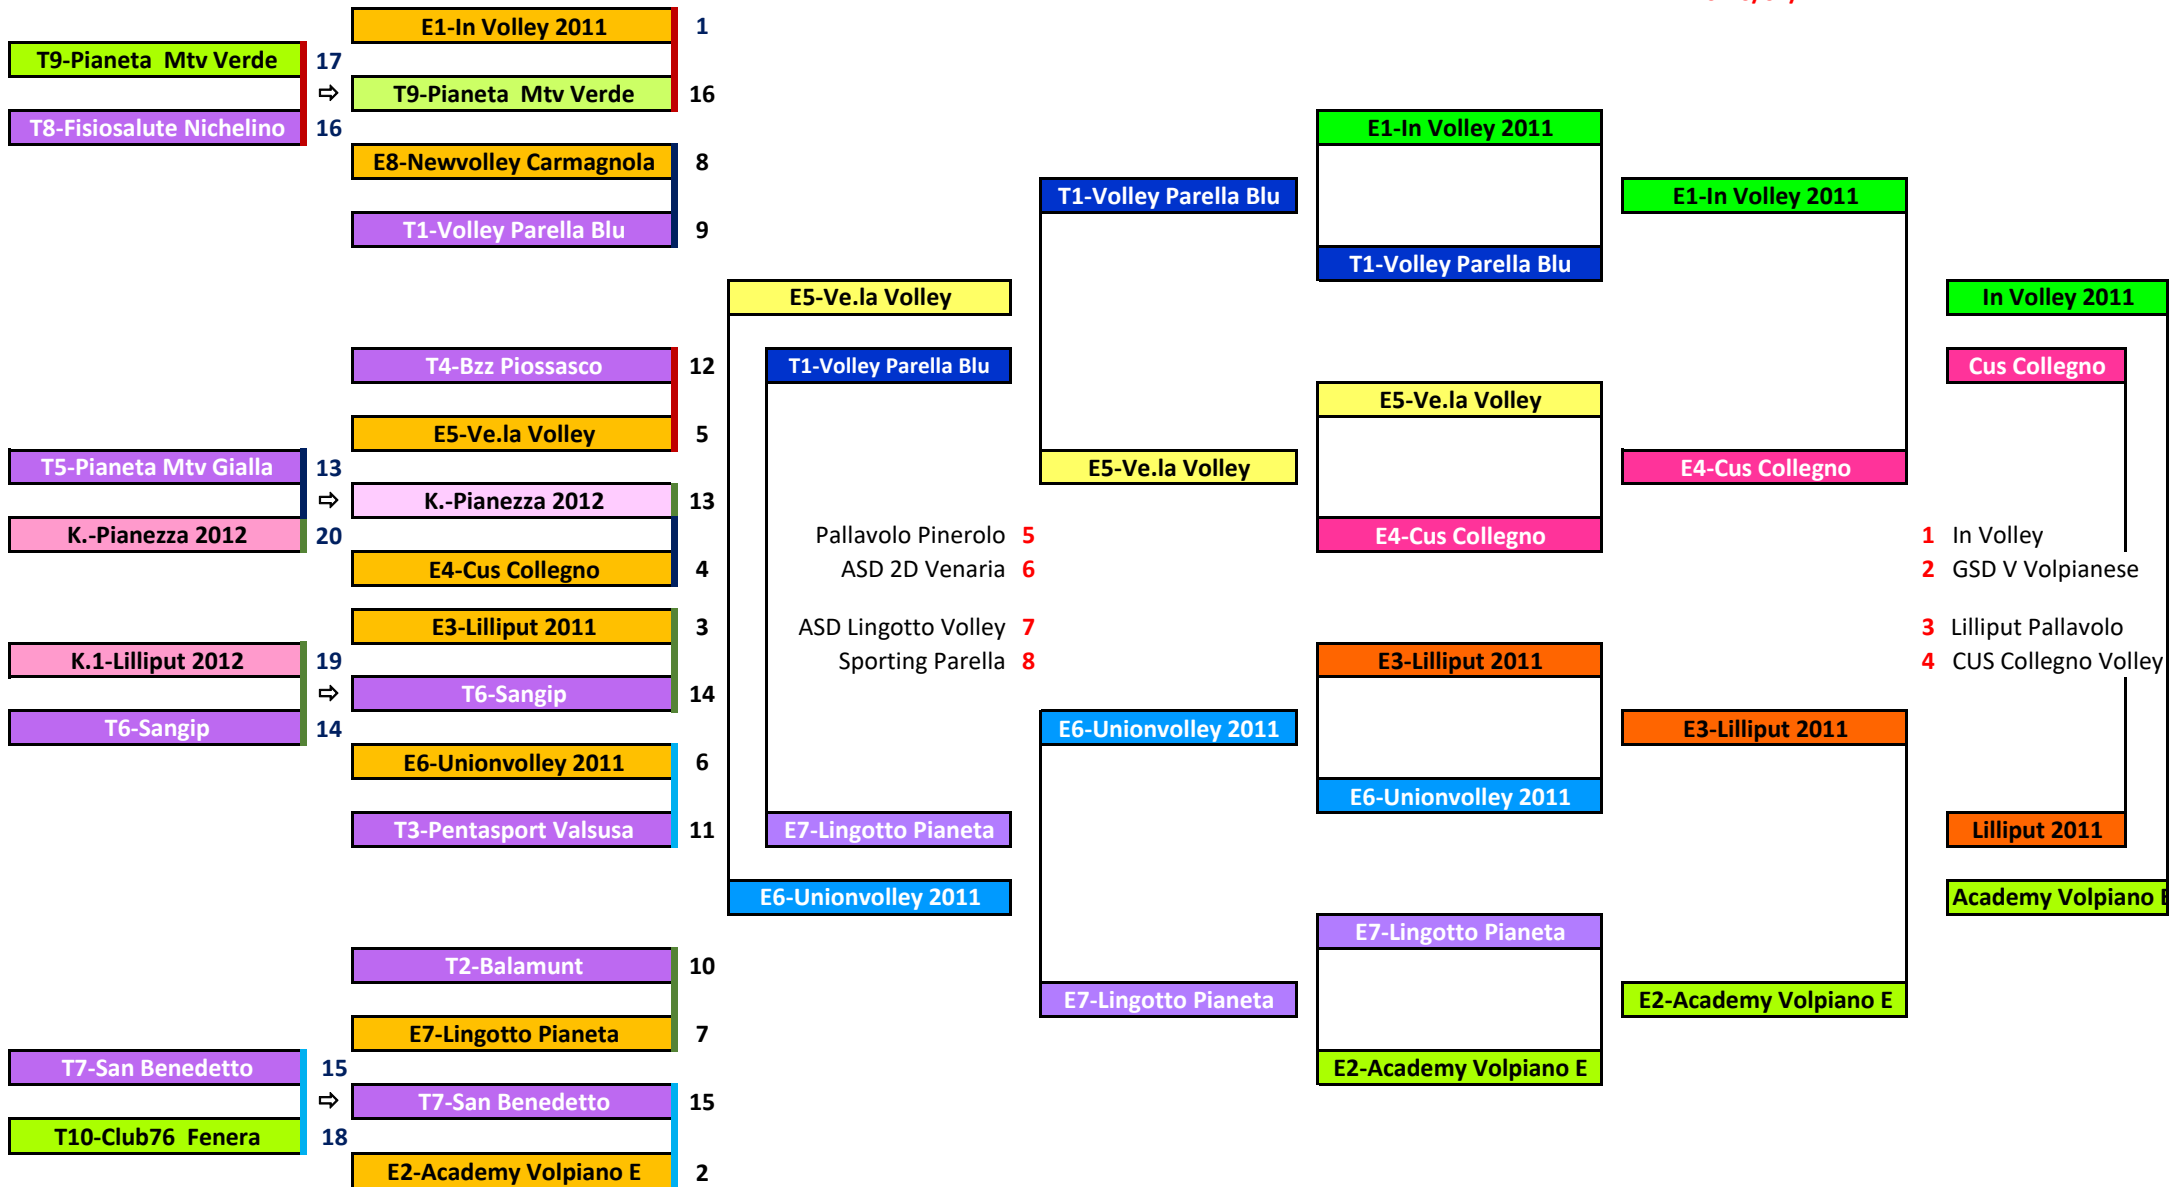 E1-In Volley 2011 1
T9-Pianeta Mtv Verde 17
⇨ T9-Pianeta Mtv Verde 16
T8-Fisiosalute Nichelino 16
E8-Newvolley Carmagnola 8
T1-Volley Parella Blu 9
T4-Bzz Piossasco 12
E5-Ve.la Volley 5
T5-Pianeta Mtv Gialla 13
⇨ K.-Pianezza 2012 13
K.-Pianezza 2012 20
E4-Cus Collegno 4
E3-Lilliput 2011 3
K.1-Lilliput 2012 19
⇨ T6-Sangip 14
T6-Sangip 14
E6-Unionvolley 2011 6
T3-Pentasport Valsusa 11
T2-Balamunt 10
E7-Lingotto Pianeta 7
T7-San Benedetto 15
⇨ T7-San Benedetto 15
T10-Club76 Fenera 18
E2-Academy Volpiano E 2
E5-Ve.la Volley
T1-Volley Parella Blu
Pallavolo Pinerolo 5
ASD 2D Venaria 6
ASD Lingotto Volley 7
Sporting Parella 8
E7-Lingotto Pianeta
E6-Unionvolley 2011
T1-Volley Parella Blu
E5-Ve.la Volley
E6-Unionvolley 2011
E7-Lingotto Pianeta
E1-In Volley 2011
T1-Volley Parella Blu
E5-Ve.la Volley
E4-Cus Collegno
E3-Lilliput 2011
E6-Unionvolley 2011
E7-Lingotto Pianeta
E2-Academy Volpiano E
E1-In Volley 2011
E4-Cus Collegno
E3-Lilliput 2011
E2-Academy Volpiano E
In Volley 2011
Cus Collegno
1 In Volley
2 GSD V Volpianese
3 Lilliput Pallavolo
4 CUS Collegno Volley
Lilliput 2011
Academy Volpiano E